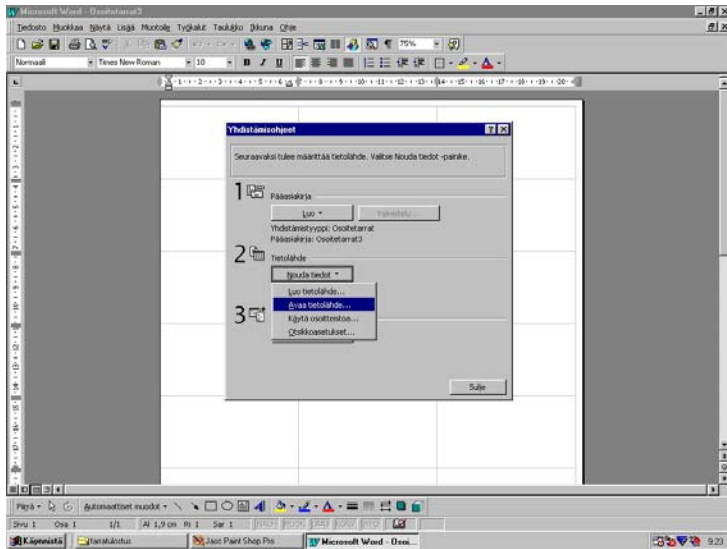 Microsoft Word - Osoitetarrat3
Tiedosto Muokkaa Näytä Lisää Muotoile Työkalut Taulukko Ikkuna Ohje
75%
Normaali Times New Roman 10 B I U
Yhdistämisohjeet
Seuraavaksi tulee määrittää tietolähde. Valitse Nouda tiedot -painike.
1 Pääasiakirja
Luo
Yhdistämistyyppi: Osoitetarrat
Pääasiakirja: Osoitetarrat3
2 Tietolähde
Nouda tiedot
Luo tietolähde...
Avaa tietolähde...
3 Käytä osoitteistoa...
Otsikkoasetukset...
Sulje
Piirrä Automaattiset muodot
Sivu 1 Osa 1 1/1 Al 1,9 cm Ri 1 Sar 1
Käynnistä tarratulostus Jasc Paint Shop Pro Microsoft Word - Osoi... 9:23